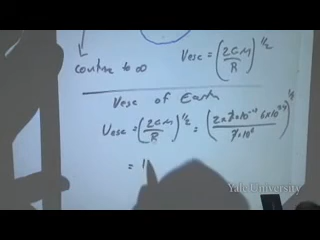 Vesc = (2GM/R)^1/2
continue to ∞
Vesc of Earth
Vesc = (2GM/R)^1/2 = (2×7×10^-11 6×10^24/7×10^6)^1/2
= 1
Yale University